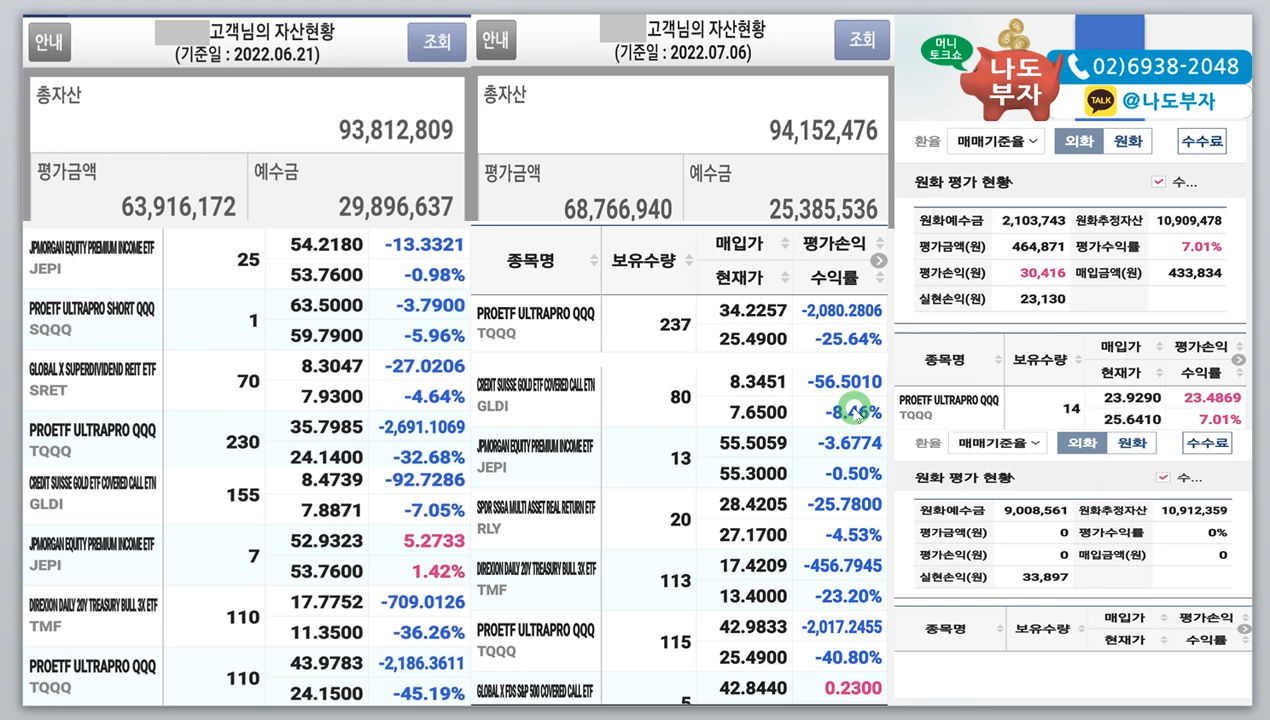 안내
고객님의 자산현황
(기준일 : 2022.06.21)
조회
총자산
93,812,809
평가금액
예수금
63,916,172
29,896,637
JPMORGAN EQUITY PREMIUM INCOME ETF
JEPI
25
54.2180
-13.3321
53.7600
-0.98%
PROETF ULTRAPRO SHORT QQQ
SQQQ
1
63.5000
-3.7900
59.7900
-5.96%
GLOBAL X SUPERDIVIDEND REIT ETF
SRET
70
8.3047
-27.0206
7.9300
-4.64%
PROETF ULTRAPRO QQQ
TQQQ
230
35.7985
-2,691.1069
24.1400
-32.68%
CREDIT SUISSE GOLD ETF COVERED CALL ETN
GLDI
155
8.4739
-92.7286
7.8871
-7.05%
JPMORGAN EQUITY PREMIUM INCOME ETF
JEPI
7
52.9323
5.2733
53.7600
1.42%
DIREXION DAILY 20Y TREASURY BULL 3X ETF
TMF
110
17.7752
-709.0126
11.3500
-36.26%
PROETF ULTRAPRO QQQ
TQQQ
110
43.9783
-2,186.3611
24.1500
-45.19%
안내
고객님의 자산현황
(기준일 : 2022.07.06)
조회
총자산
94,152,476
평가금액
예수금
68,766,940
25,385,536
종목명
보유수량
매입가
평가손익
현재가
수익률
PROETF ULTRAPRO QQQ
TQQQ
237
34.2257
-2,080.2806
25.4900
-25.64%
CREDIT SUISSE GOLD ETF COVERED CALL ETN
GLDI
80
8.3451
-56.5010
7.6500
-8.46%
JPMORGAN EQUITY PREMIUM INCOME ETF
JEPI
13
55.5059
-3.6774
55.3000
-0.50%
SPDR SSGA MULTI ASSET REAL RETURN ETF
RLY
20
28.4205
-25.7800
27.1700
-4.53%
DIREXION DAILY 20Y TREASURY BULL 3X ETF
TMF
113
17.4209
-456.7945
13.4000
-23.20%
PROETF ULTRAPRO QQQ
TQQQ
115
42.9833
-2,017.2455
25.4900
-40.80%
GLOBAL X FDS S&P 500 COVERED CALL ETF
5
42.8440
0.2300
머니
토크쇼
나도
부자
02)6938-2048
TALK
@나도부자
환율
매매기준율
외화
원화
수수료
원화 평가 현황
수...
원화예수금 2,103,743 원화추정자산 10,909,478
평가금액(원) 464,871 평가수익률 7.01%
평가손익(원) 30,416 매입금액(원) 433,834
실현손익(원) 23,130
종목명
보유수량
매입가
평가손익
현재가
수익률
PROETF ULTRAPRO QQQ
TQQQ
14
23.9290
23.4869
25.6410
7.01%
환율
매매기준율
외화
원화
수수료
원화 평가 현황
수...
원화예수금 9,008,561 원화추정자산 10,912,359
평가금액(원) 0 평가수익률 0%
평가손익(원) 0 매입금액(원) 0
실현손익(원) 33,897
종목명
보유수량
매입가
평가손익
현재가
수익률